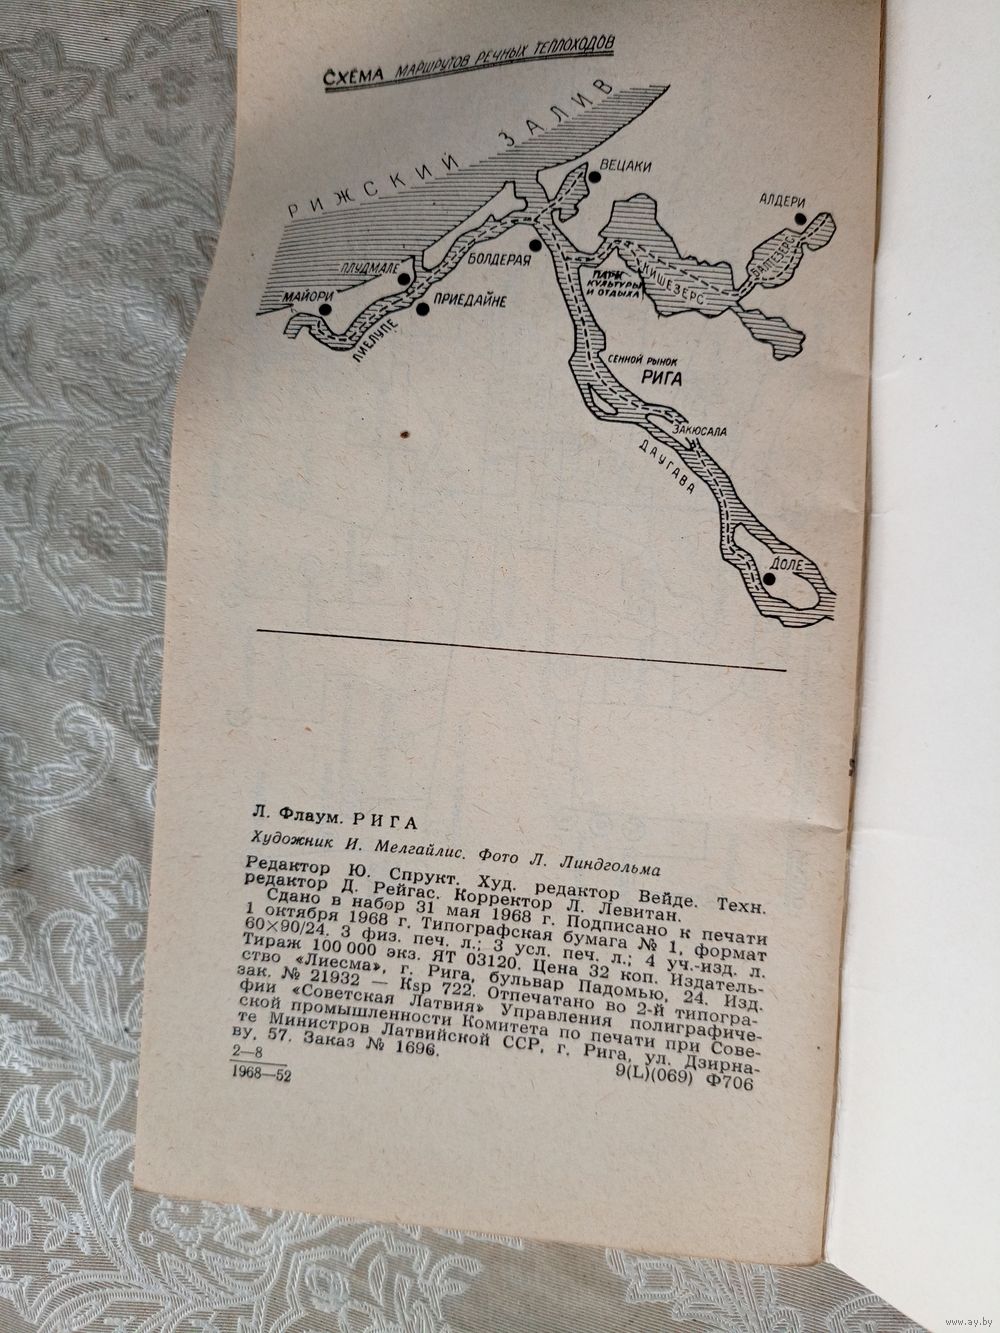 СХЕМА МАРШРУТОВ РЕЧНЫХ ТЕПЛОХОДОВ
РИЖСКИЙ ЗАЛИВ
ВЕЦАКИ
АЛДЕРИ
БАЛТЕЗЕРС
БОЛДЕРАЯ
ПЛУДМАЛЕ
ПАРК
КУЛЬТУРЫ
И ОТДЫХА
КИШЕЗЕРС
МАЙОРИ
ПРИЕДАЙНЕ
ЛИЕЛУПЕ
СЕННОЙ РЫНОК
РИГА
ЗАКЮСАЛА
ДАУГАВА
ДОЛЕ
Л. Флаум. РИГА
Художник И. Мелгайлис. Фото Л. Линдгольма
Редактор Ю. Спрукт. Худ. редактор Вейде. Техн.
редактор Д. Рейгас. Корректор Л. Левитан.
Сдано в набор 31 мая 1968 г. Подписано к печати
1 октября 1968 г. Типографская бумага № 1, формат
60×90/24. 3 физ. печ. л.; 3 усл. печ. л.; 4 уч.-изд. л.
Тираж 100 000 экз. ЯТ 03120. Цена 32 коп. Издатель-
ство «Лиесма», г. Рига, бульвар Падомью, 24. Изд.
зак. № 21932 — Ksp 722. Отпечатано во 2-й типогра-
фии «Советская Латвия» Управления полиграфиче-
ской промышленности Комитета по печати при Сове-
те Министров Латвийской ССР, г. Рига, ул. Дзирна-
ву, 57. Заказ № 1696.
2—8
1968—52
9(L)(069) Ф706
www.ay.by